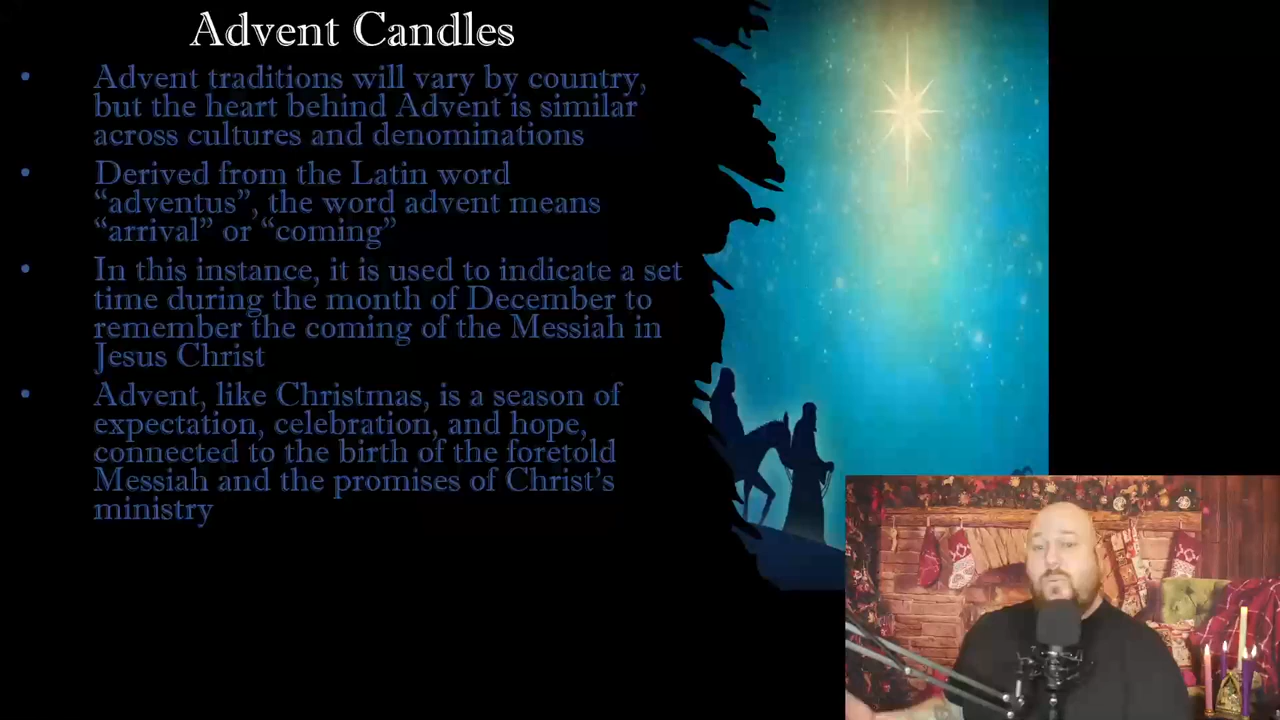 Advent Candles
• Advent traditions will vary by country,
but the heart behind Advent is similar
across cultures and denominations
• Derived from the Latin word
“adventus”, the word advent means
“arrival” or “coming”
• In this instance, it is used to indicate a set
time during the month of December to
remember the coming of the Messiah in
Jesus Christ
• Advent, like Christmas, is a season of
expectation, celebration, and hope,
connected to the birth of the foretold
Messiah and the promises of Christ’s
ministry